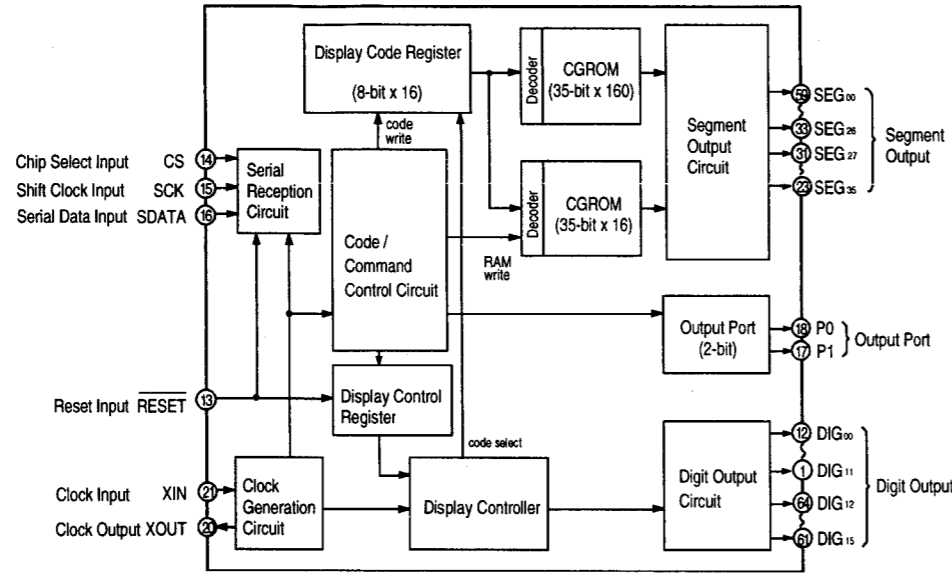 Display Code Register
(8-bit x 16)
code
write
Decoder
CGROM
(35-bit x 160)
Segment
Output
Circuit
59 SEG00
33 SEG26
31 SEG27
23 SEG35
Segment
Output
Chip Select Input CS 14
Shift Clock Input SCK 15
Serial Data Input SDATA 16
Serial
Reception
Circuit
Code /
Command
Control Circuit
Decoder
CGROM
(35-bit x 16)
RAM
write
Output Port
(2-bit)
18 P0
17 P1
Output Port
Reset Input RESET 13
Display Control
Register
code select
Clock Input XIN 21
Clock Output XOUT 20
Clock
Generation
Circuit
Display Controller
Digit Output
Circuit
12 DIG00
1 DIG11
64 DIG12
61 DIG15
Digit Output